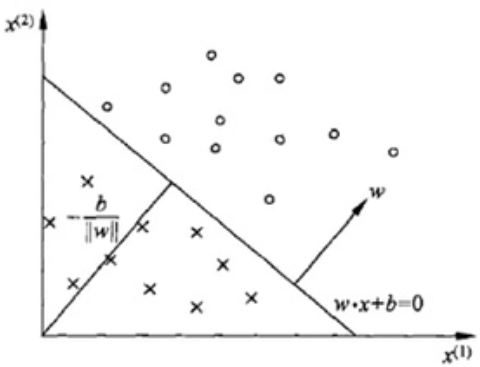 x(2)
w
-b/||w||
w·x+b=0
x(1)